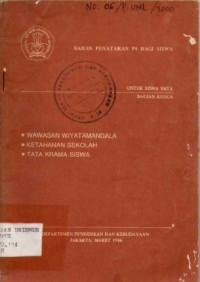 No. 06/P.UML/2000
BAHAN PENATARAN P4 BAGI SISWA
UNTUK SISWA SMTA
BAGIAN KEDUA
* WAWASAN WIYATAMANDALA
* KETAHANAN SEKOLAH
* TATA KRAMA SISWA
DEPARTEMEN PENDIDIKAN DAN KEBUDAYAAN
JAKARTA, MARET 1986